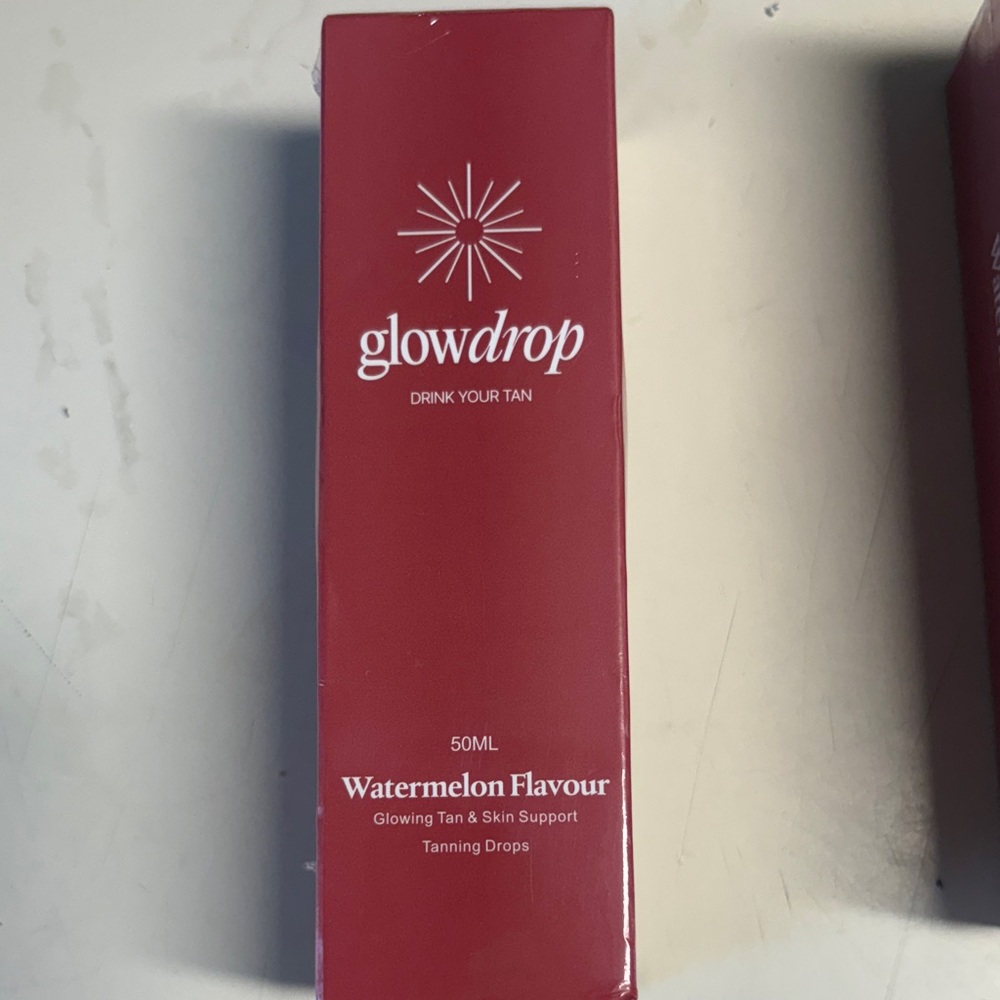 glowdrop
DRINK YOUR TAN
50ML
Watermelon Flavour
Glowing Tan & Skin Support
Tanning Drops